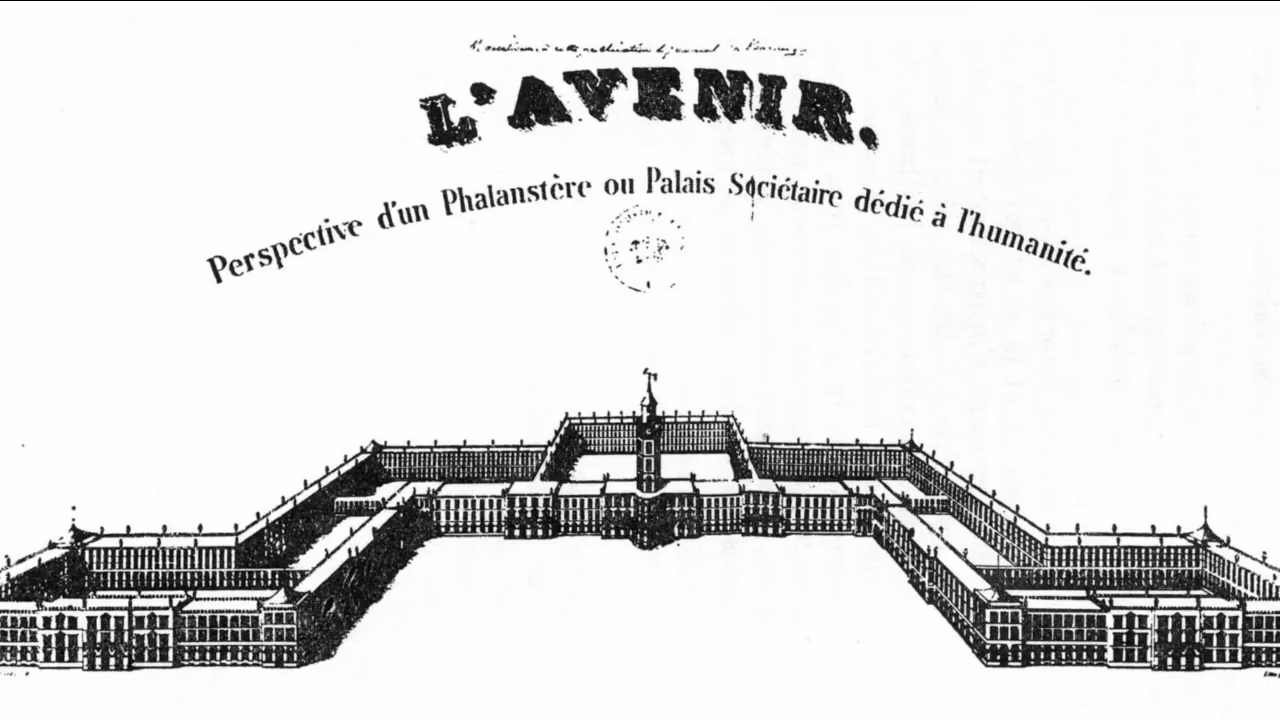 L'AVENIR.
Perspective d'un Phalanstère ou Palais Sociétaire dédié à l'humanité.